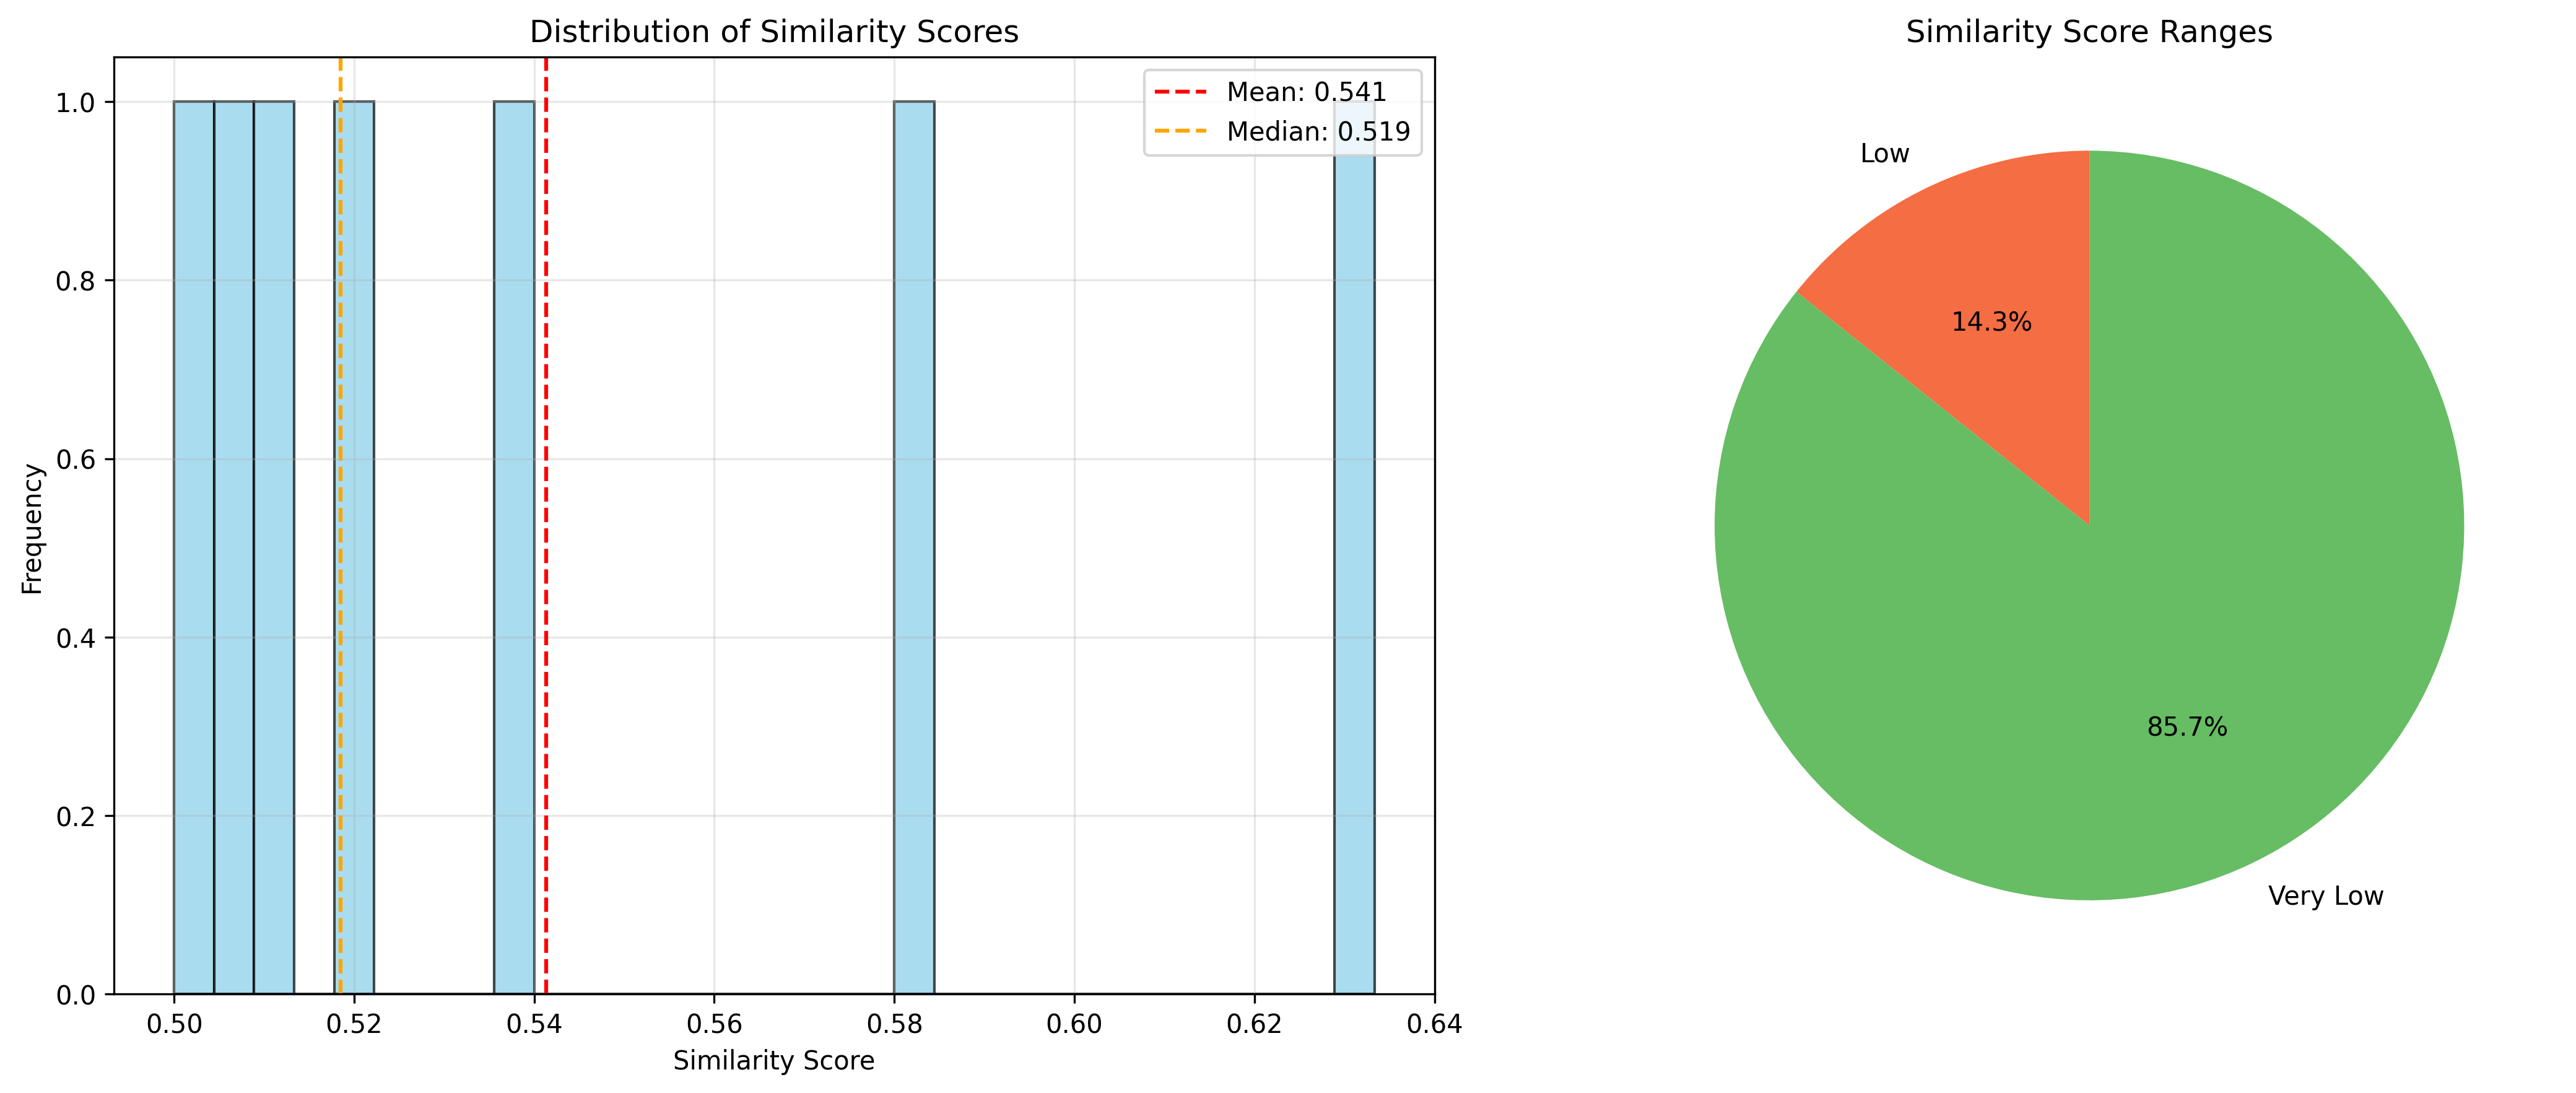 Distribution of Similarity Scores
Mean: 0.541
Median: 0.519
1.0
0.8
0.6
0.4
0.2
0.0
Frequency
0.50 0.52 0.54 0.56 0.58 0.60 0.62 0.64
Similarity Score
Similarity Score Ranges
Low
14.3%
85.7%
Very Low